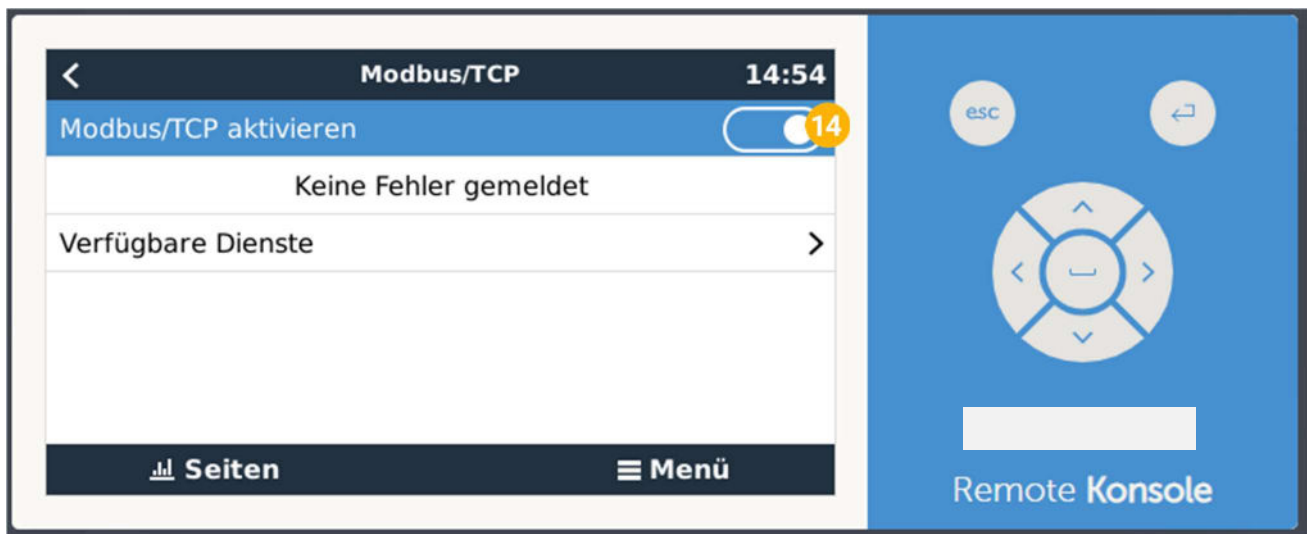 Modbus/TCP 14:54
Modbus/TCP aktivieren 14
Keine Fehler gemeldet
Verfügbare Dienste
Seiten Menü
esc
Remote Konsole